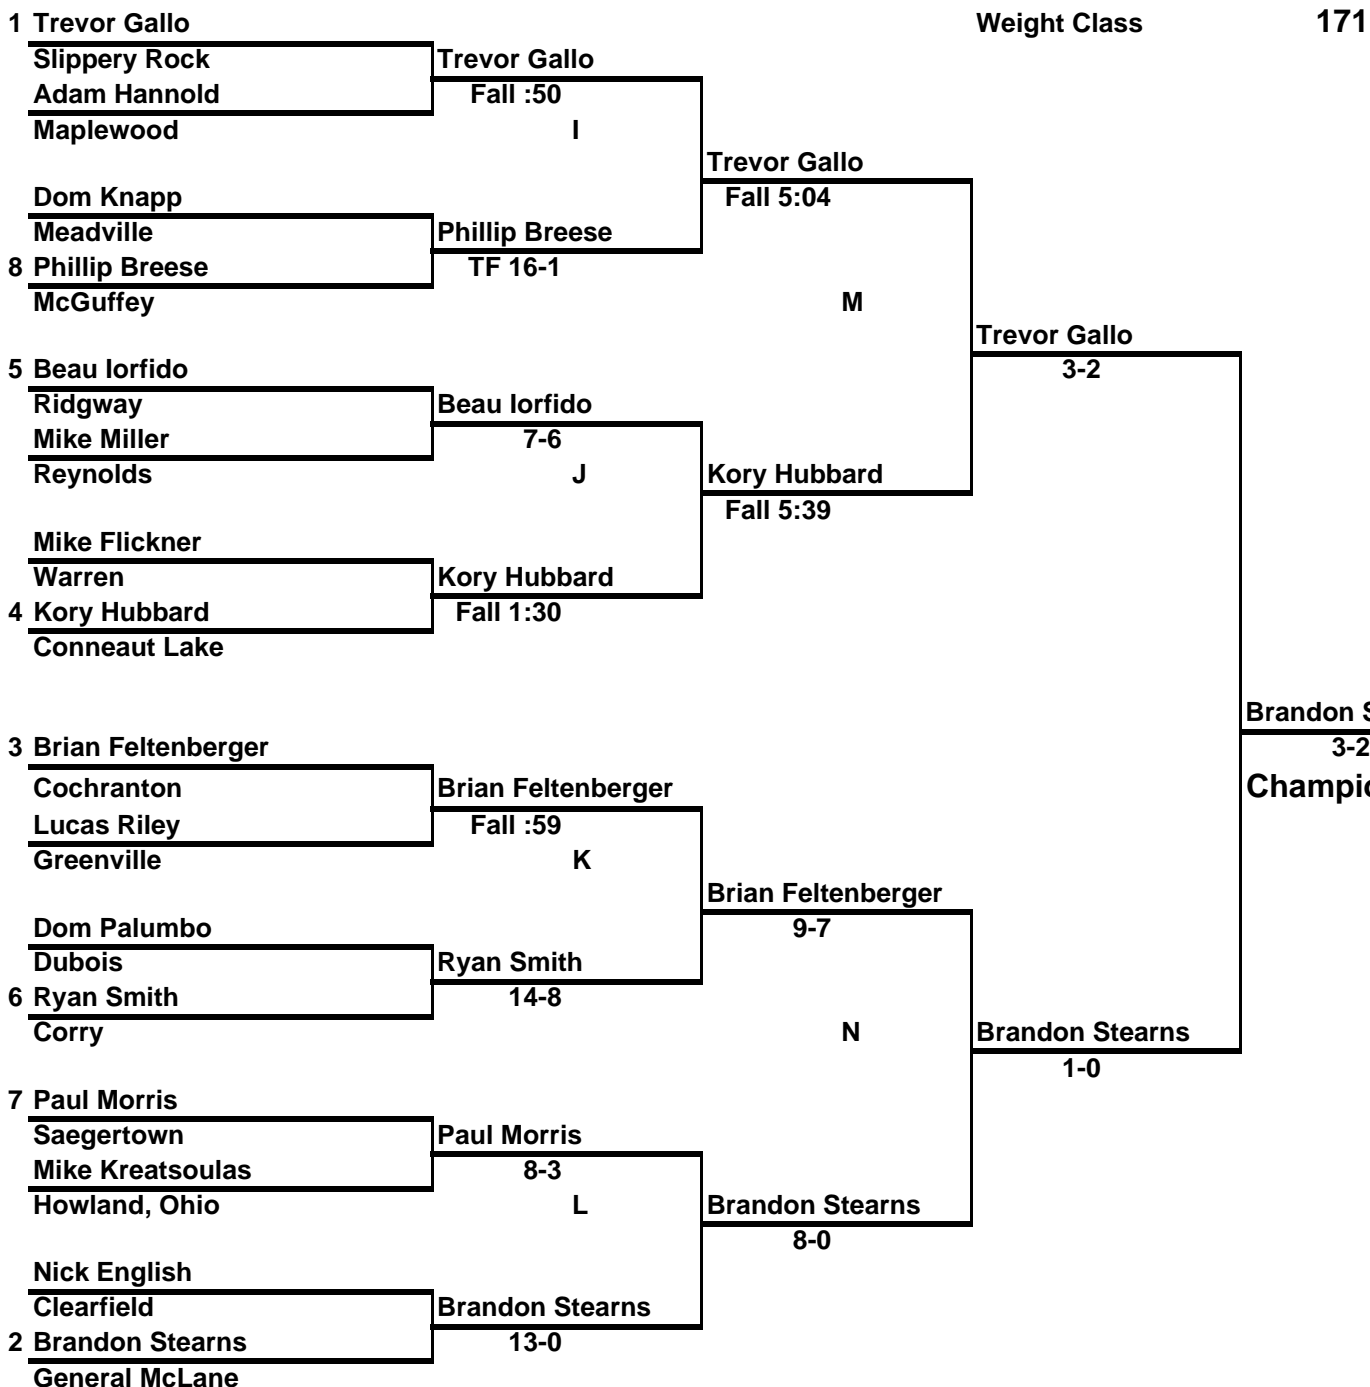 1 Trevor Gallo
Weight Class 171
Slippery Rock
Trevor Gallo
Adam Hannold
Fall :50
Maplewood
I
Trevor Gallo
Dom Knapp
Fall 5:04
Meadville
Phillip Breese
8 Phillip Breese
TF 16-1
McGuffey
M
Trevor Gallo
5 Beau Iorfido
3-2
Ridgway
Beau Iorfido
Mike Miller
7-6
Reynolds
J
Kory Hubbard
Fall 5:39
Mike Flickner
Warren
Kory Hubbard
4 Kory Hubbard
Fall 1:30
Conneaut Lake
Brandon S
3 Brian Feltenberger
3-2
Cochranton
Brian Feltenberger
Champi
Lucas Riley
Fall :59
Greenville
K
Brian Feltenberger
Dom Palumbo
9-7
Dubois
Ryan Smith
6 Ryan Smith
14-8
Corry
N
Brandon Stearns
1-0
7 Paul Morris
Saegertown
Paul Morris
Mike Kreatsoulas
8-3
Howland, Ohio
L
Brandon Stearns
8-0
Nick English
Clearfield
Brandon Stearns
2 Brandon Stearns
13-0
General McLane